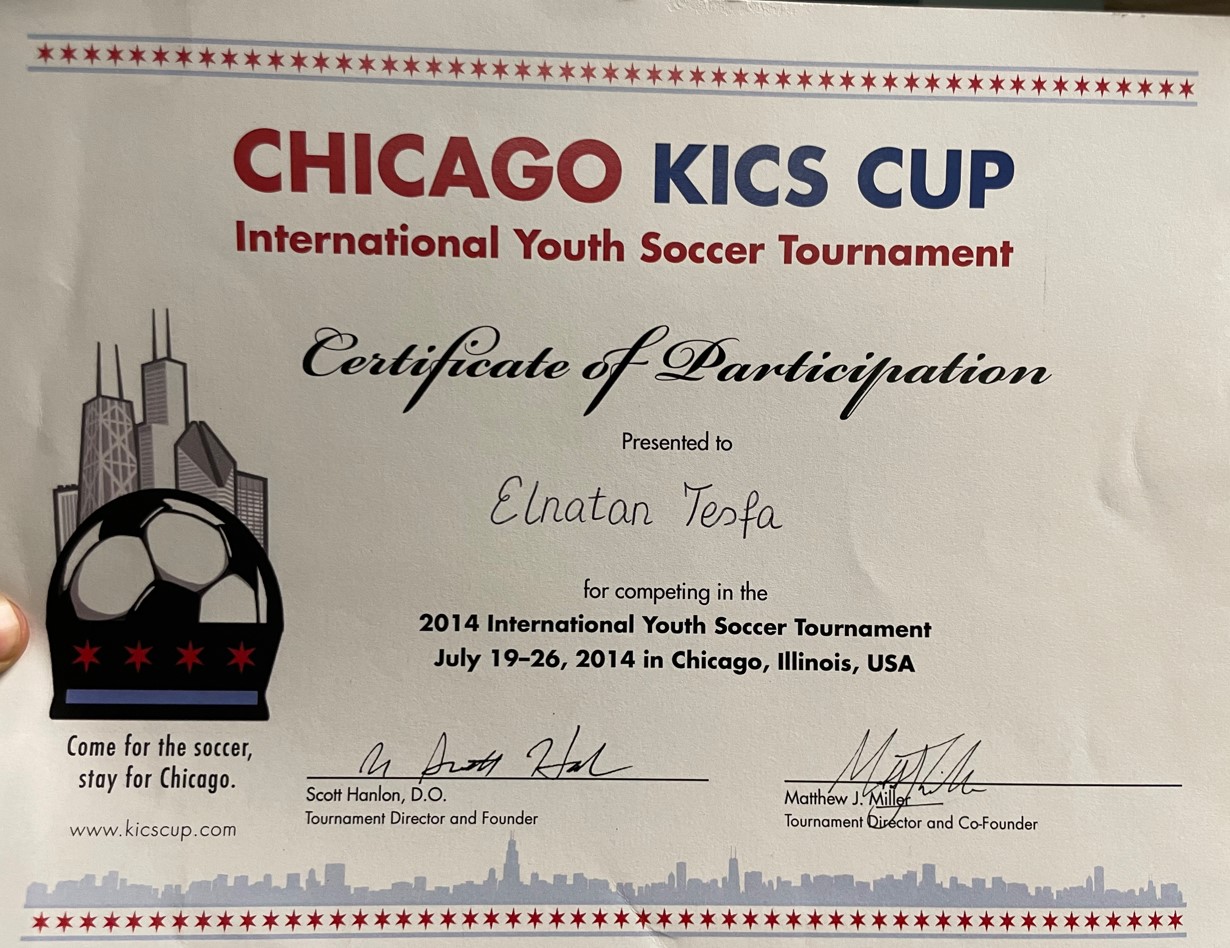 CHICAGO KICS CUP
International Youth Soccer Tournament
Certificate of Participation
Presented to
Elnatan Tesfa
for competing in the
2014 International Youth Soccer Tournament
July 19–26, 2014 in Chicago, Illinois, USA
Come for the soccer,
stay for Chicago.
www.kicscup.com
Scott Hanlon, D.O.
Tournament Director and Founder
Matthew J. Miller
Tournament Director and Co-Founder